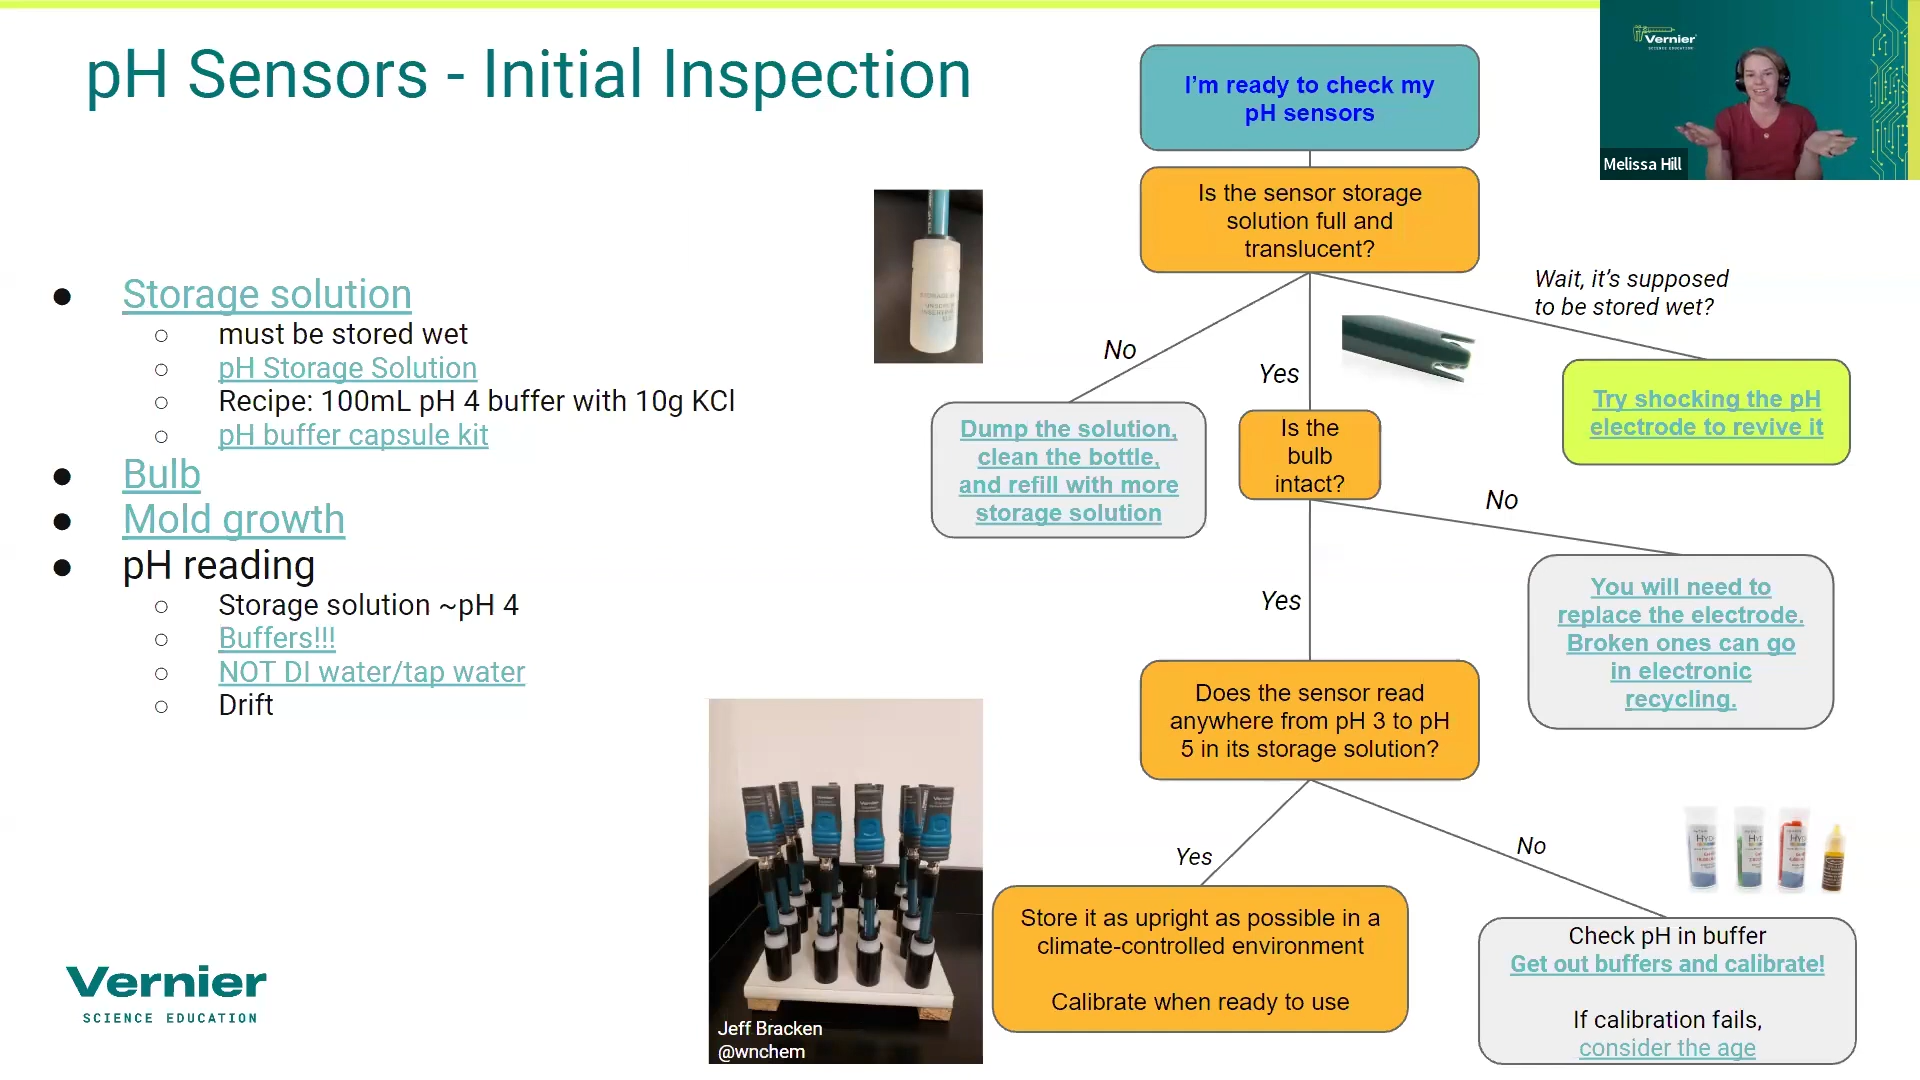 pH Sensors - Initial Inspection
Storage solution
must be stored wet
pH Storage Solution
Recipe: 100mL pH 4 buffer with 10g KCl
pH buffer capsule kit
Bulb
Mold growth
pH reading
Storage solution ~pH 4
Buffers!!!
NOT DI water/tap water
Drift
Vernier
SCIENCE EDUCATION
Jeff Bracken
@wnchem
I'm ready to check my
pH sensors
Is the sensor storage
solution full and
translucent?
No
Yes
Wait, it's supposed
to be stored wet?
Dump the solution,
clean the bottle,
and refill with more
storage solution
Is the
bulb
intact?
Try shocking the pH
electrode to revive it
No
Yes
You will need to
replace the electrode.
Broken ones can go
in electronic
recycling.
Does the sensor read
anywhere from pH 3 to pH
5 in its storage solution?
Yes
No
Store it as upright as possible in a
climate-controlled environment
Calibrate when ready to use
Check pH in buffer
Get out buffers and calibrate!
If calibration fails,
consider the age
Vernier
SCIENCE EDUCATION
Melissa Hill